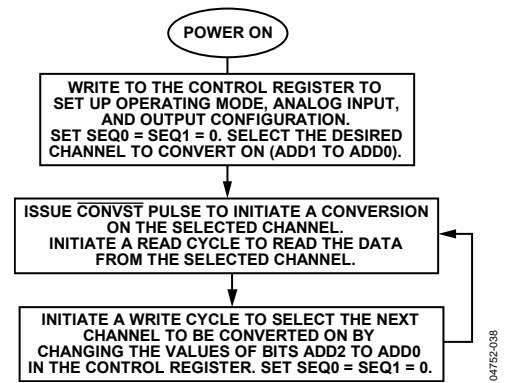 POWER ON
WRITE TO THE CONTROL REGISTER TO
SET UP OPERATING MODE, ANALOG INPUT,
AND OUTPUT CONFIGURATION.
SET SEQ0 = SEQ1 = 0. SELECT THE DESIRED
CHANNEL TO CONVERT ON (ADD1 TO ADD0).
ISSUE CONVST PULSE TO INITIATE A CONVERSION
ON THE SELECTED CHANNEL.
INITIATE A READ CYCLE TO READ THE DATA
FROM THE SELECTED CHANNEL.
INITIATE A WRITE CYCLE TO SELECT THE NEXT
CHANNEL TO BE CONVERTED ON BY
CHANGING THE VALUES OF BITS ADD2 TO ADD0
IN THE CONTROL REGISTER. SET SEQ0 = SEQ1 = 0.
04752-038